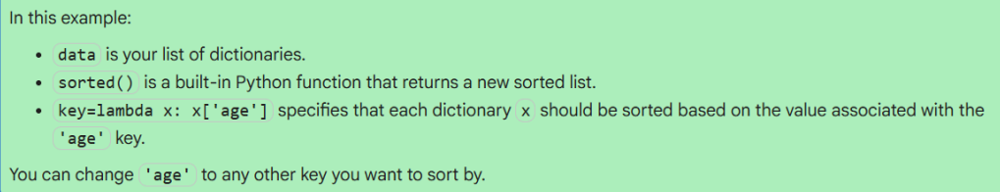 In this example:
• data is your list of dictionaries.
• sorted() is a built-in Python function that returns a new sorted list.
• key=lambda x: x['age'] specifies that each dictionary x should be sorted based on the value associated with the
'age' key.
You can change 'age' to any other key you want to sort by.